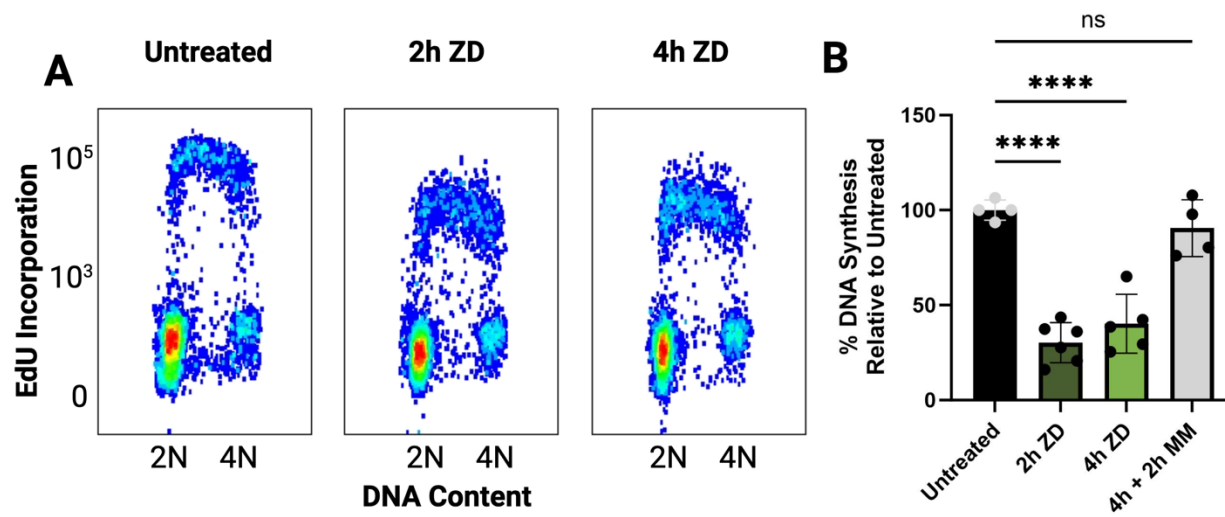 A
Untreated
2h ZD
4h ZD
EdU Incorporation
10⁵
10³
0
2N 4N
2N 4N
2N 4N
DNA Content
B
ns
****
****
% DNA Synthesis
Relative to Untreated
150
100
50
0
Untreated
2h ZD
4h ZD
4h + 2h MM